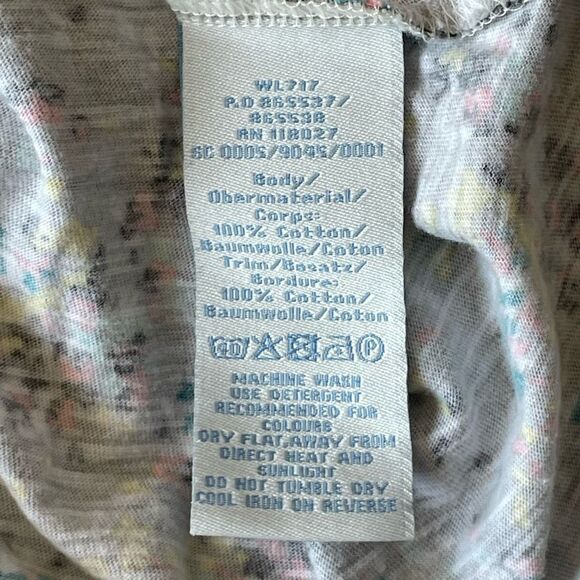 WL717
P.O 865537/
865538
RN 118027
SC 0005/9045/0001
Body/
Obermaterial/
Corps:
100% Cotton/
Baumwolle/Coton
Trim/Besatz/
Bordure:
100% Cotton/
Baumwolle/Coton
40 P
MACHINE WASH
USE DETERGENT
RECOMMENDED FOR
COLOURS
DRY FLAT,AWAY FROM
DIRECT HEAT AND
SUNLIGHT
DO NOT TUMBLE DRY
COOL IRON ON REVERSE